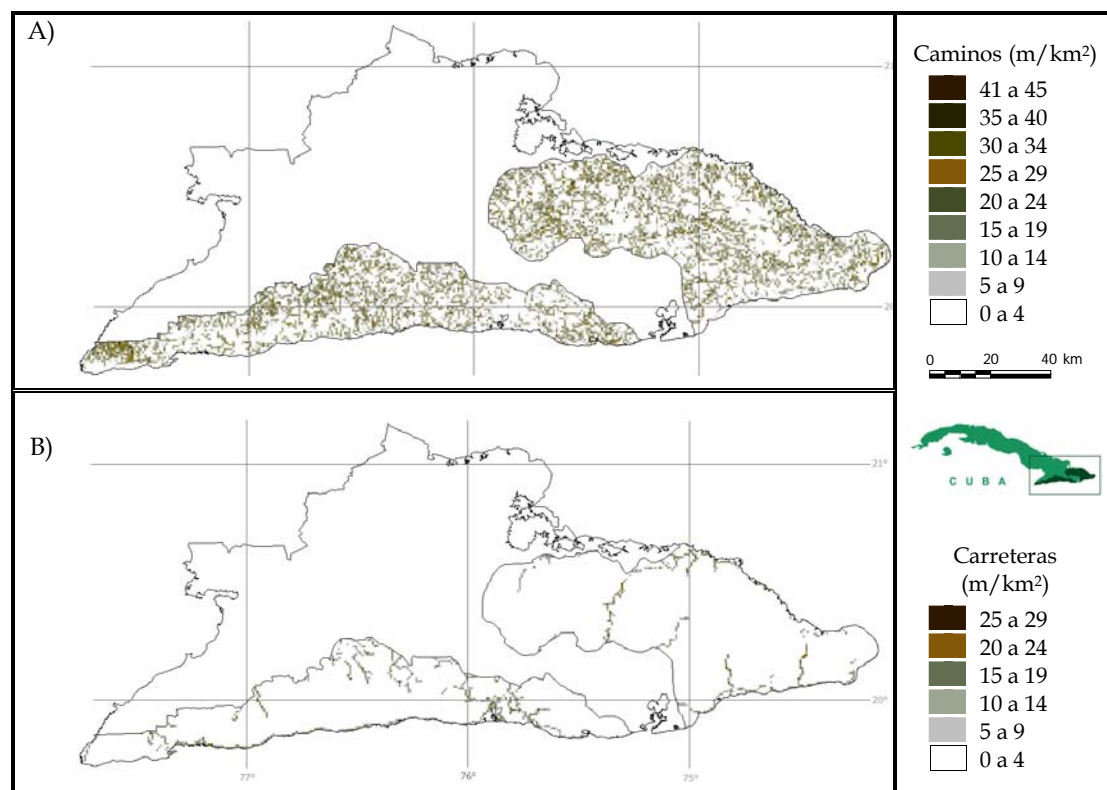 A)
21
20
Caminos (m/km²)
41 a 45
35 a 40
30 a 34
25 a 29
20 a 24
15 a 19
10 a 14
5 a 9
0 a 4
0 20 40 km
CUBA
B)
21°
20°
77° 76° 75°
Carreteras
(m/km²)
25 a 29
20 a 24
15 a 19
10 a 14
5 a 9
0 a 4